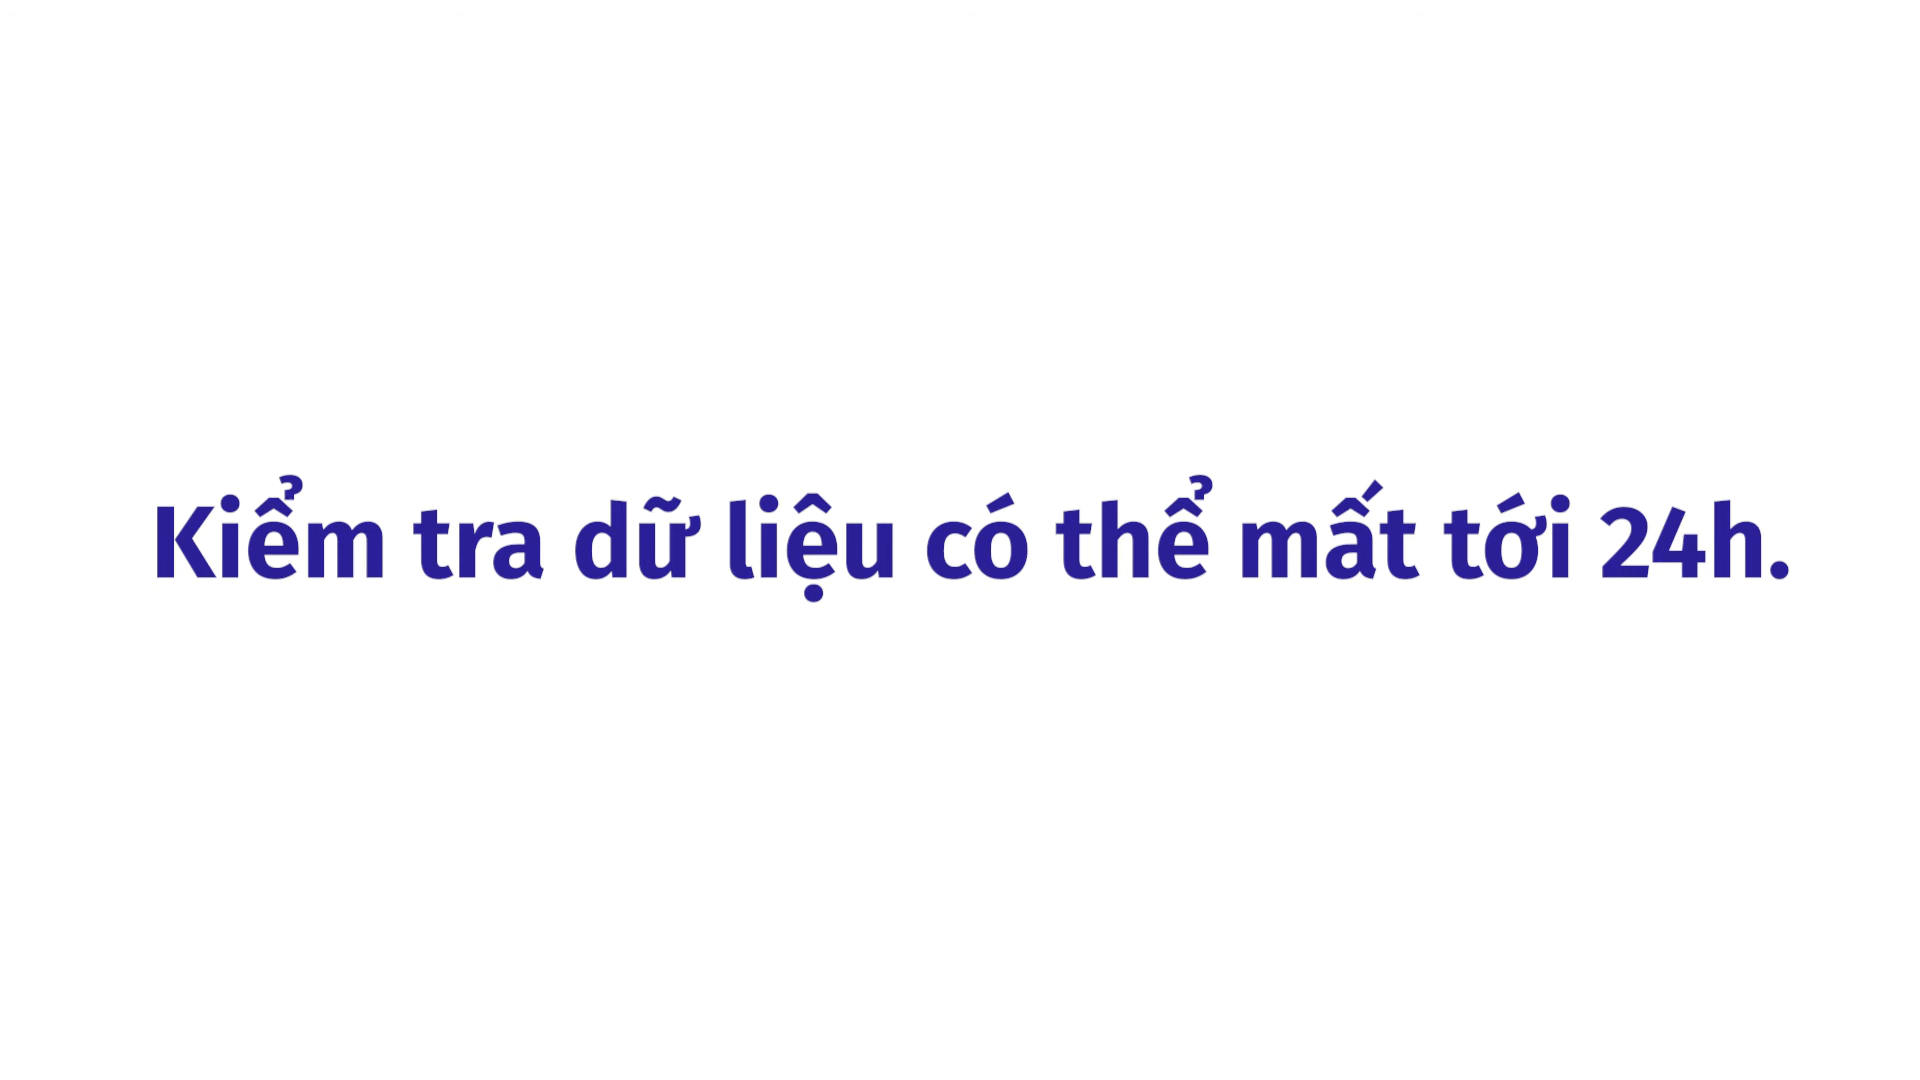 Kiểm tra dữ liệu có thể mất tới 24h.